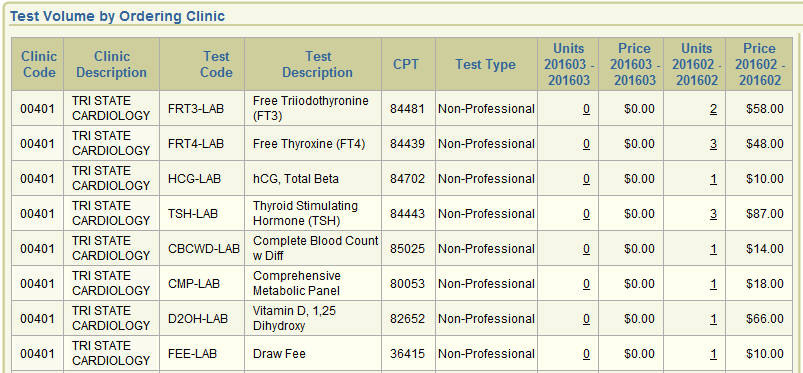 Test Volume by Ordering Clinic
Clinic Code Clinic Description Test Code Test Description CPT Test Type Units 201603 - 201603 Price 201603 - 201603 Units 201602 - 201602 Price 201602 - 201602
00401 TRI STATE CARDIOLOGY FRT3-LAB Free Triiodothyronine (FT3) 84481 Non-Professional 0 $0.00 2 $58.00
00401 TRI STATE CARDIOLOGY FRT4-LAB Free Thyroxine (FT4) 84439 Non-Professional 0 $0.00 3 $48.00
00401 TRI STATE CARDIOLOGY HCG-LAB hCG, Total Beta 84702 Non-Professional 0 $0.00 1 $10.00
00401 TRI STATE CARDIOLOGY TSH-LAB Thyroid Stimulating Hormone (TSH) 84443 Non-Professional 0 $0.00 3 $87.00
00401 TRI STATE CARDIOLOGY CBCWD-LAB Complete Blood Count w Diff 85025 Non-Professional 0 $0.00 1 $14.00
00401 TRI STATE CARDIOLOGY CMP-LAB Comprehensive Metabolic Panel 80053 Non-Professional 0 $0.00 1 $18.00
00401 TRI STATE CARDIOLOGY D2OH-LAB Vitamin D, 1,25 Dihydroxy 82652 Non-Professional 0 $0.00 1 $66.00
00401 TRI STATE CARDIOLOGY FEE-LAB Draw Fee 36415 Non-Professional 0 $0.00 1 $10.00